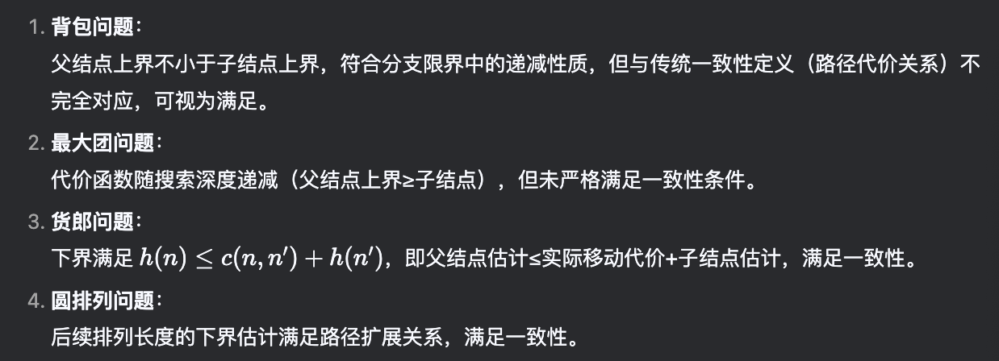 1. 背包问题：
父结点上界不小于子结点上界，符合分支限界中的递减性质，但与传统一致性定义（路径代价关系）不
完全对应，可视为满足。
2. 最大团问题：
代价函数随搜索深度递减（父结点上界≥子结点），但未严格满足一致性条件。
3. 货郎问题：
下界满足 h(n) ≤ c(n, n′) + h(n′)，即父结点估计≤实际移动代价+子结点估计，满足一致性。
4. 圆排列问题：
后续排列长度的下界估计满足路径扩展关系，满足一致性。